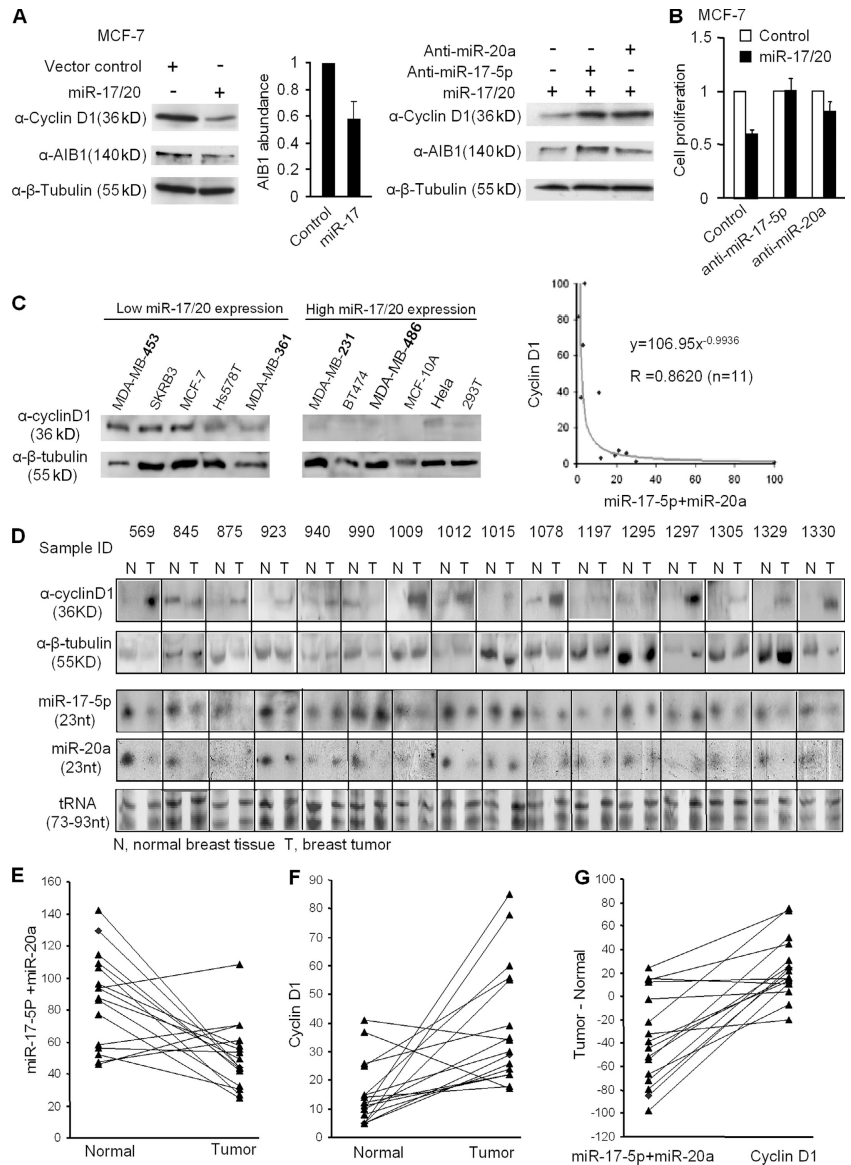 A
MCF-7
Vector control + -
miR-17/20 - +
α-Cyclin D1(36 kD)
α-AIB1(140kD)
α-β-Tubulin (55 kD)
AIB1 abundance
1
0.8
0.6
0.4
0.2
0
Control
miR-17
Anti-miR-20a - - +
Anti-miR-17-5p - + -
miR-17/20 + + +
α-Cyclin D1(36 kD)
α-AIB1(140kD)
α-β-Tubulin (55 kD)
B
MCF-7
Control
miR-17/20
Cell proliferation
1.5
1
0.5
0
Control
anti-miR-17-5p
anti-miR-20a
C
Low miR-17/20 expression
High miR-17/20 expression
MDA-MB-453
SKRB3
MCF-7
Hs578T
MDA-MB-361
MDA-MB-231
BT474
MDA-MB-486
MCF-10A
Hela
293T
α-cyclinD1
(36 kD)
α-β-tubulin
(55kD)
Cyclin D1
100
80
60
40
20
0
0 20 40 60 80 100
miR-17-5p+miR-20a
y=106.95x-0.9936
R =0.8620 (n=11)
D
Sample ID
569 845 875 923 940 990 1009 1012 1015 1078 1197 1295 1297 1305 1329 1330
N T N T N T N T N T N T N T N T N T N T N T N T N T N T N T N T
α-cyclinD1
(36KD)
α-β-tubulin
(55KD)
miR-17-5p
(23nt)
miR-20a
(23nt)
tRNA
(73-93nt)
N, normal breast tissue T, breast tumor
E
miR-17-5P +miR-20a
160
140
120
100
80
60
40
20
0
Normal
Tumor
F
Cyclin D1
90
80
70
60
50
40
30
20
10
0
Normal
Tumor
G
Tumor - Normal
100
80
60
40
20
0
-20
-40
-60
-80
-100
-120
miR-17-5p+miR-20a
Cyclin D1